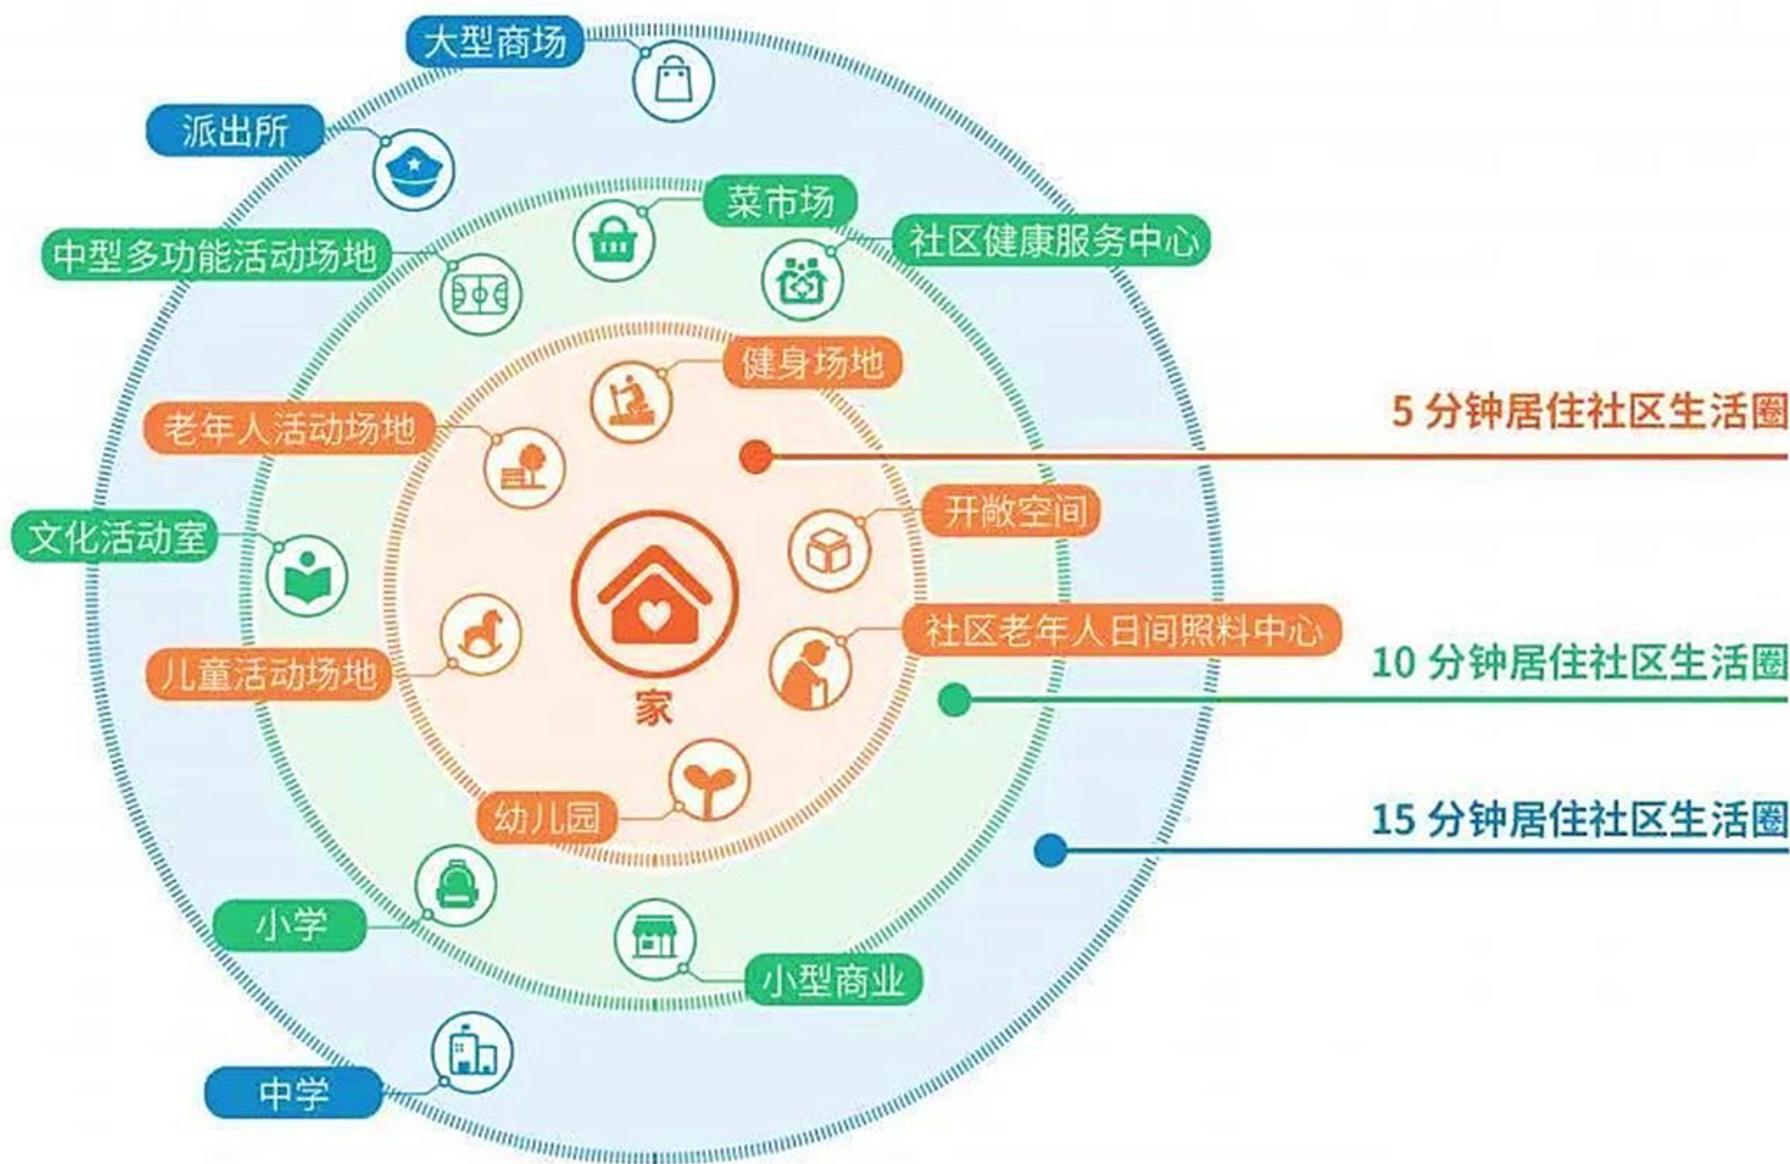 大型商场
派出所
菜市场
社区健康服务中心
中型多功能活动场地
健身场地
老年人活动场地
5 分钟居住社区生活圈
开敞空间
文化活动室
社区老年人日间照料中心
儿童活动场地
10 分钟居住社区生活圈
家
幼儿园
15 分钟居住社区生活圈
小学
小型商业
中学